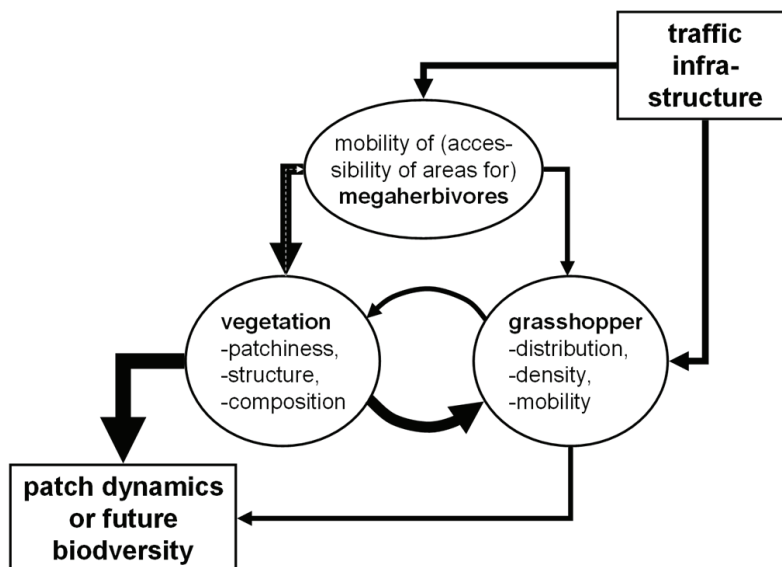 traffic
infra-
structure
mobility of (acces-
sibility of areas for)
megaherbivores
vegetation
-patchiness,
-structure,
-composition
grasshopper
-distribution,
-density,
-mobility
patch dynamics
or future
biodversity